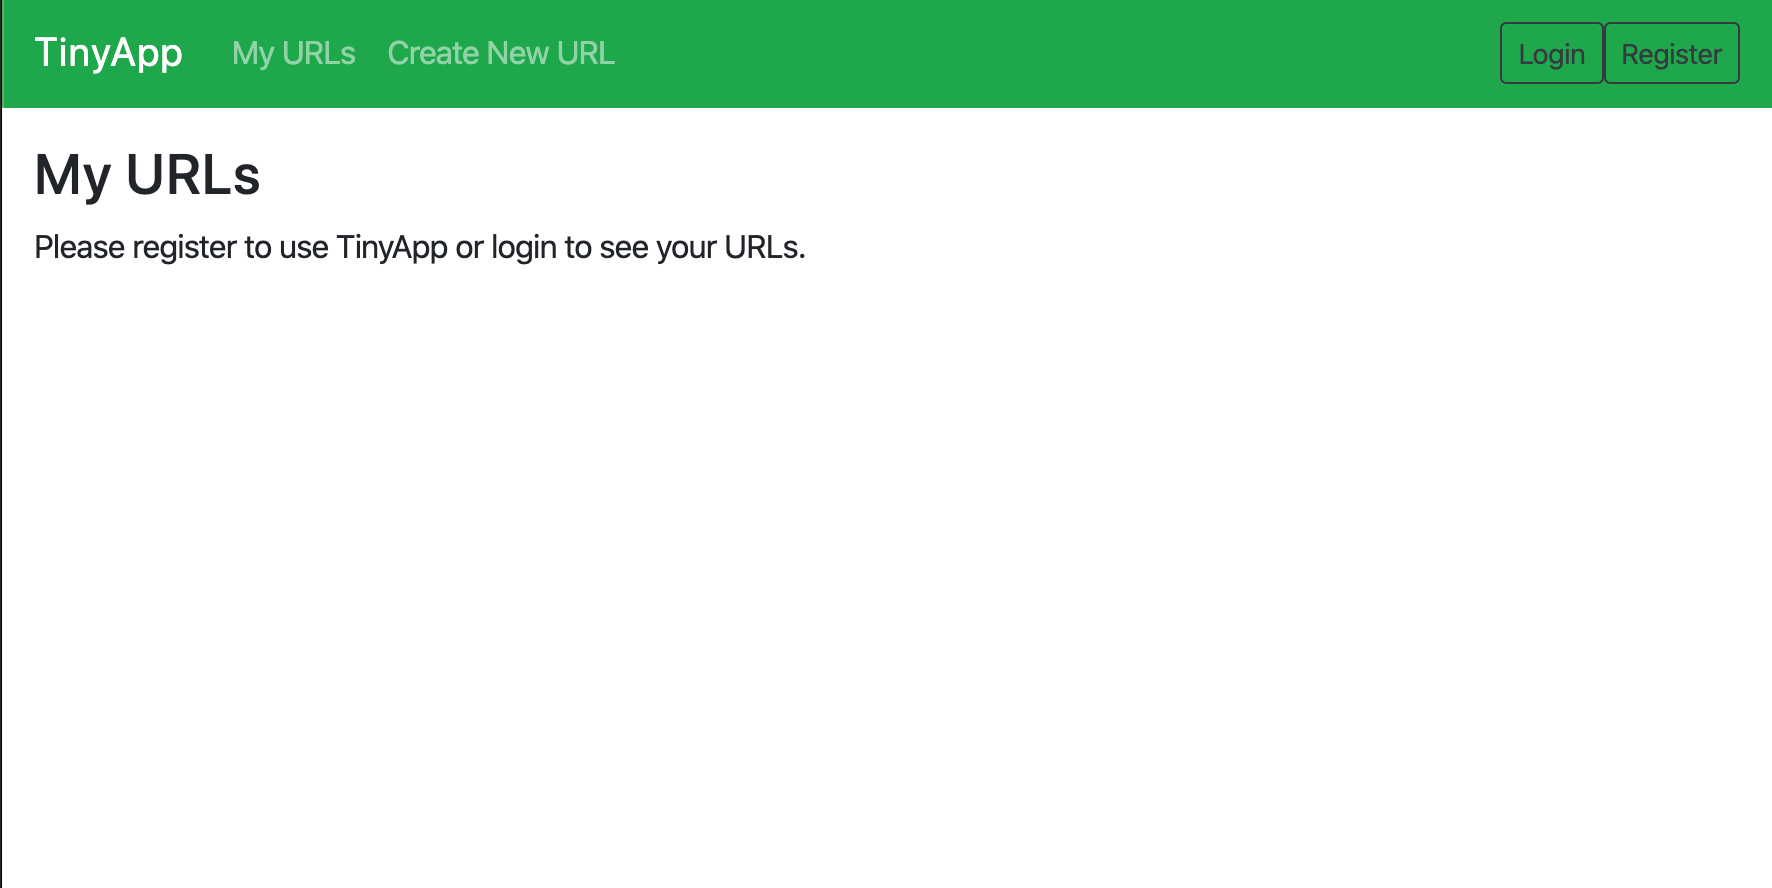 TinyApp My URLs Create New URL Login Register
My URLs
Please register to use TinyApp or login to see your URLs.